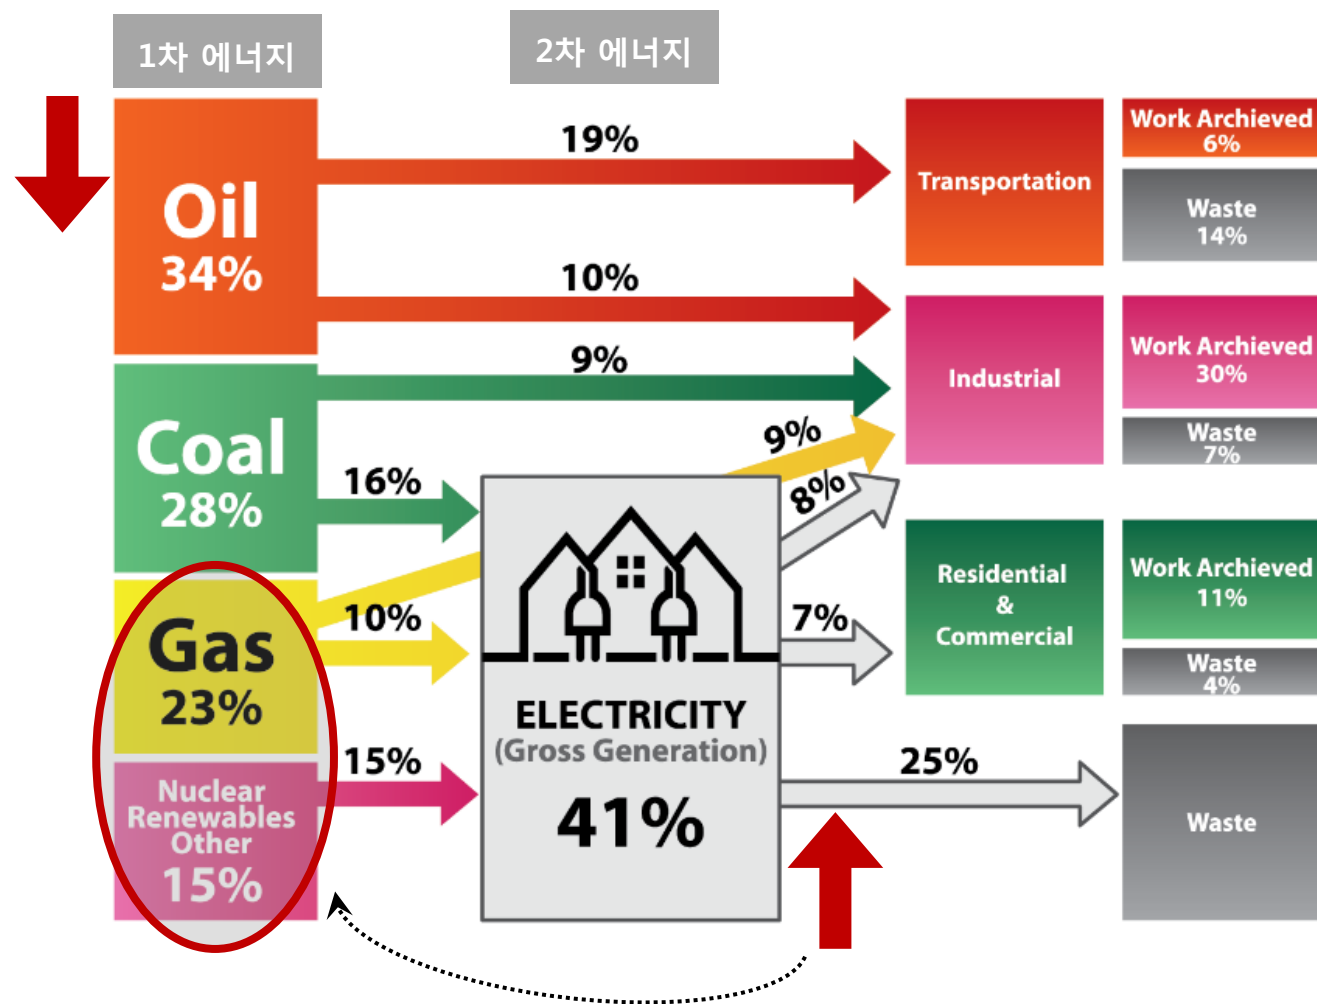 1차 에너지
2차 에너지
Oil
34%
Coal
28%
Gas
23%
Nuclear
Renewables
Other
15%
19%
10%
9%
16%
10%
15%
ELECTRICITY
(Gross Generation)
41%
9%
8%
7%
25%
Transportation
Industrial
Residential
&
Commercial
Work Archieved
6%
Waste
14%
Work Archieved
30%
Waste
7%
Work Archieved
11%
Waste
4%
Waste